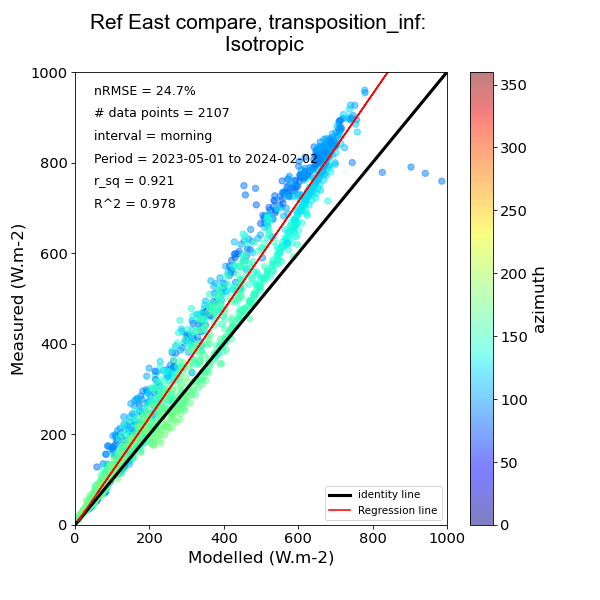 Ref East compare, transposition_inf:
Isotropic
nRMSE = 24.7%
# data points = 2107
interval = morning
Period = 2023-05-01 to 2024-02-02
r_sq = 0.921
R^2 = 0.978
Measured (W.m-2)
1000
800
600
400
200
0
0 200 400 600 800 1000
Modelled (W.m-2)
identity line
Regression line
350
300
250
200
150
100
50
0
azimuth